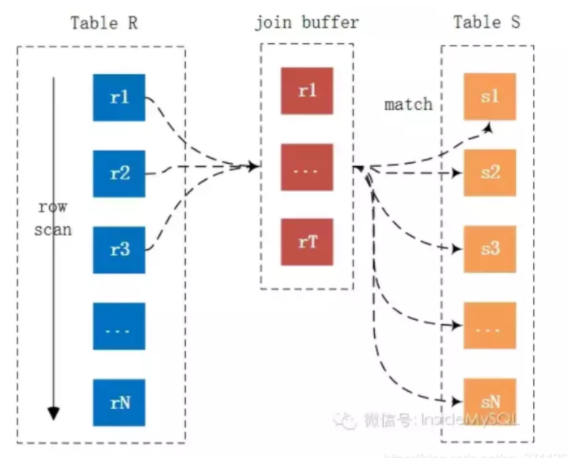 Table R
join buffer
Table S
r1
r2
row
scan
r3
...
rN
r1
...
rT
match
s1
s2
s3
...
sN
微信号: InsideMySQL